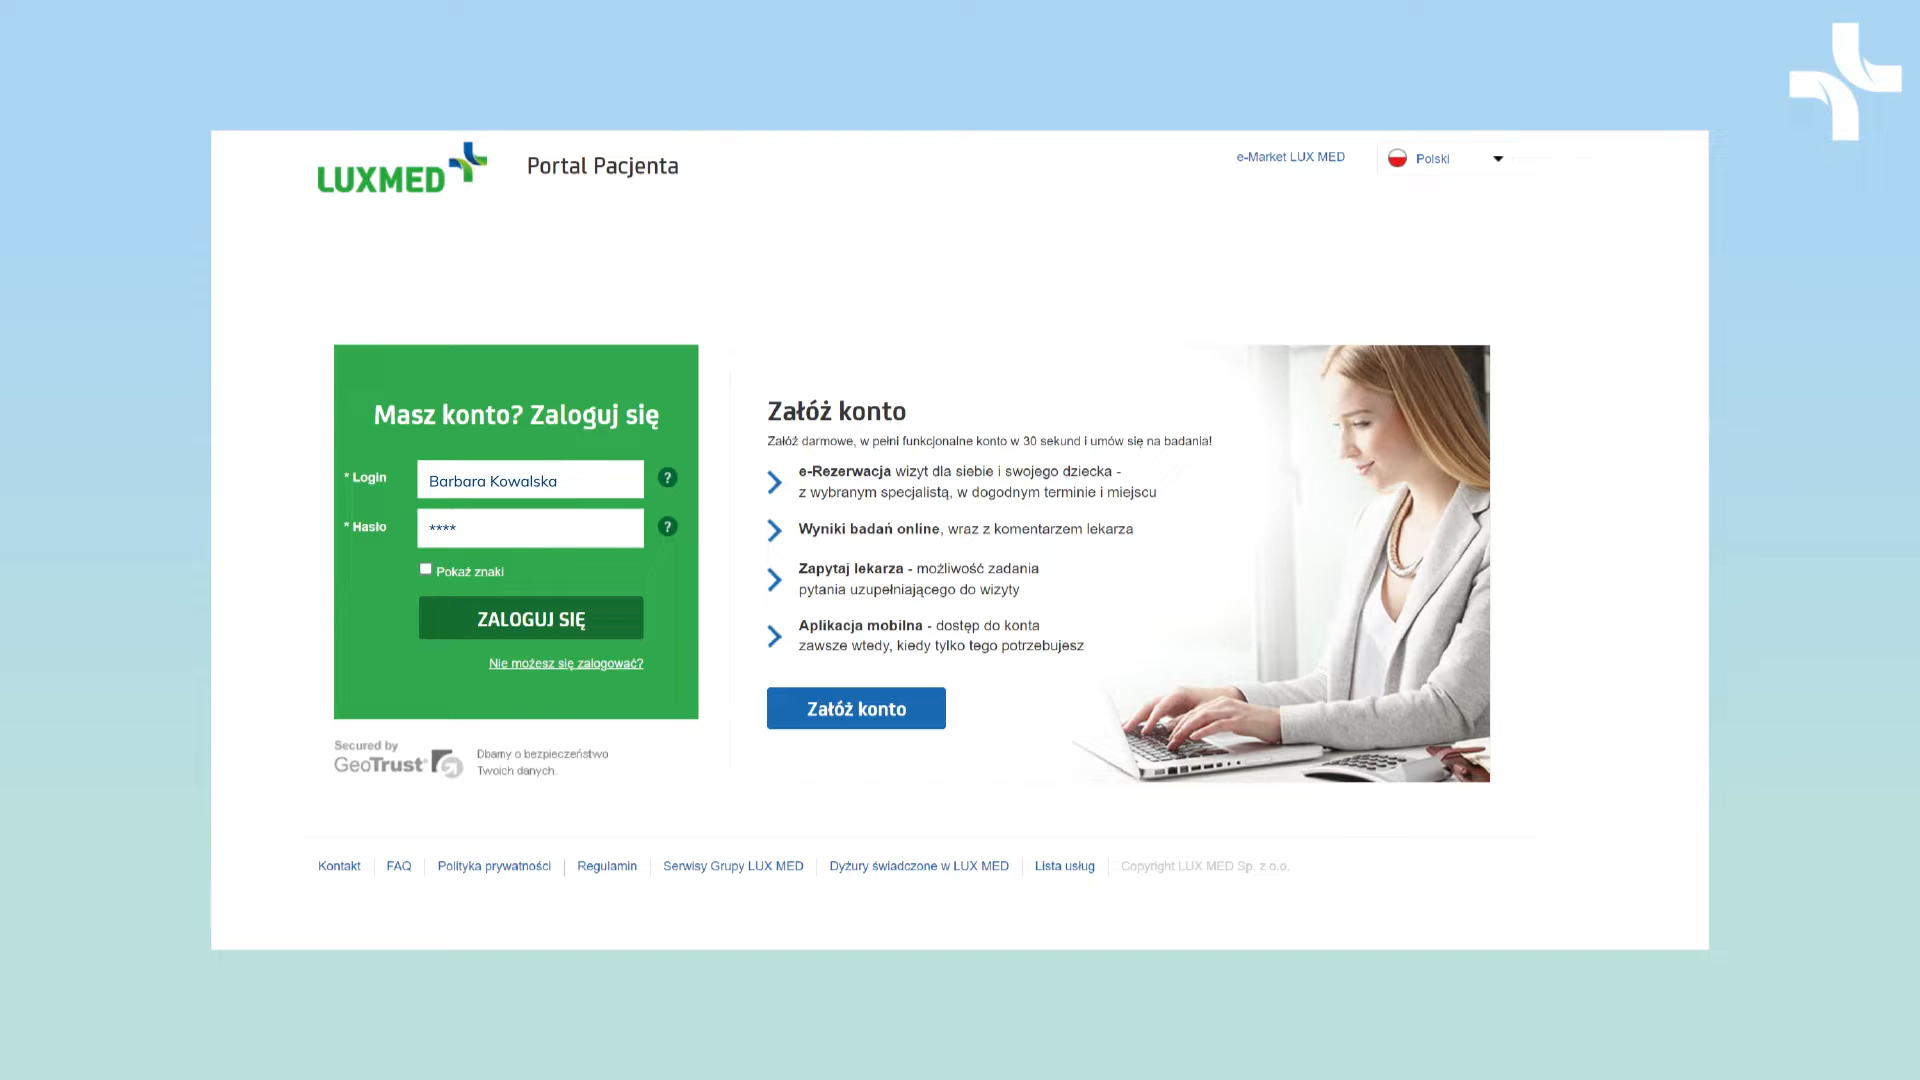 LUXMED
Portal Pacjenta
e-Market LUX MED
Polski
Masz konto? Zaloguj się
* Login
Barbara Kowalska
?
* Hasło
****
?
Pokaż znaki
ZALOGUJ SIĘ
Nie możesz się zalogować?
Secured by
GeoTrust
Dbamy o bezpieczeństwo
Twoich danych.
Załóż konto
Załóż darmowe, w pełni funkcjonalne konto w 30 sekund i umów się na badania!
e-Rezerwacja wizyt dla siebie i swojego dziecka -
z wybranym specjalistą, w dogodnym terminie i miejscu
Wyniki badań online, wraz z komentarzem lekarza
Zapytaj lekarza - możliwość zadania
pytania uzupełniającego do wizyty
Aplikacja mobilna - dostęp do konta
zawsze wtedy, kiedy tylko tego potrzebujesz
Załóż konto
Kontakt
FAQ
Polityka prywatności
Regulamin
Serwisy Grupy LUX MED
Dyżury świadczone w LUX MED
Lista usług
Copyright LUX MED Sp. z o.o.